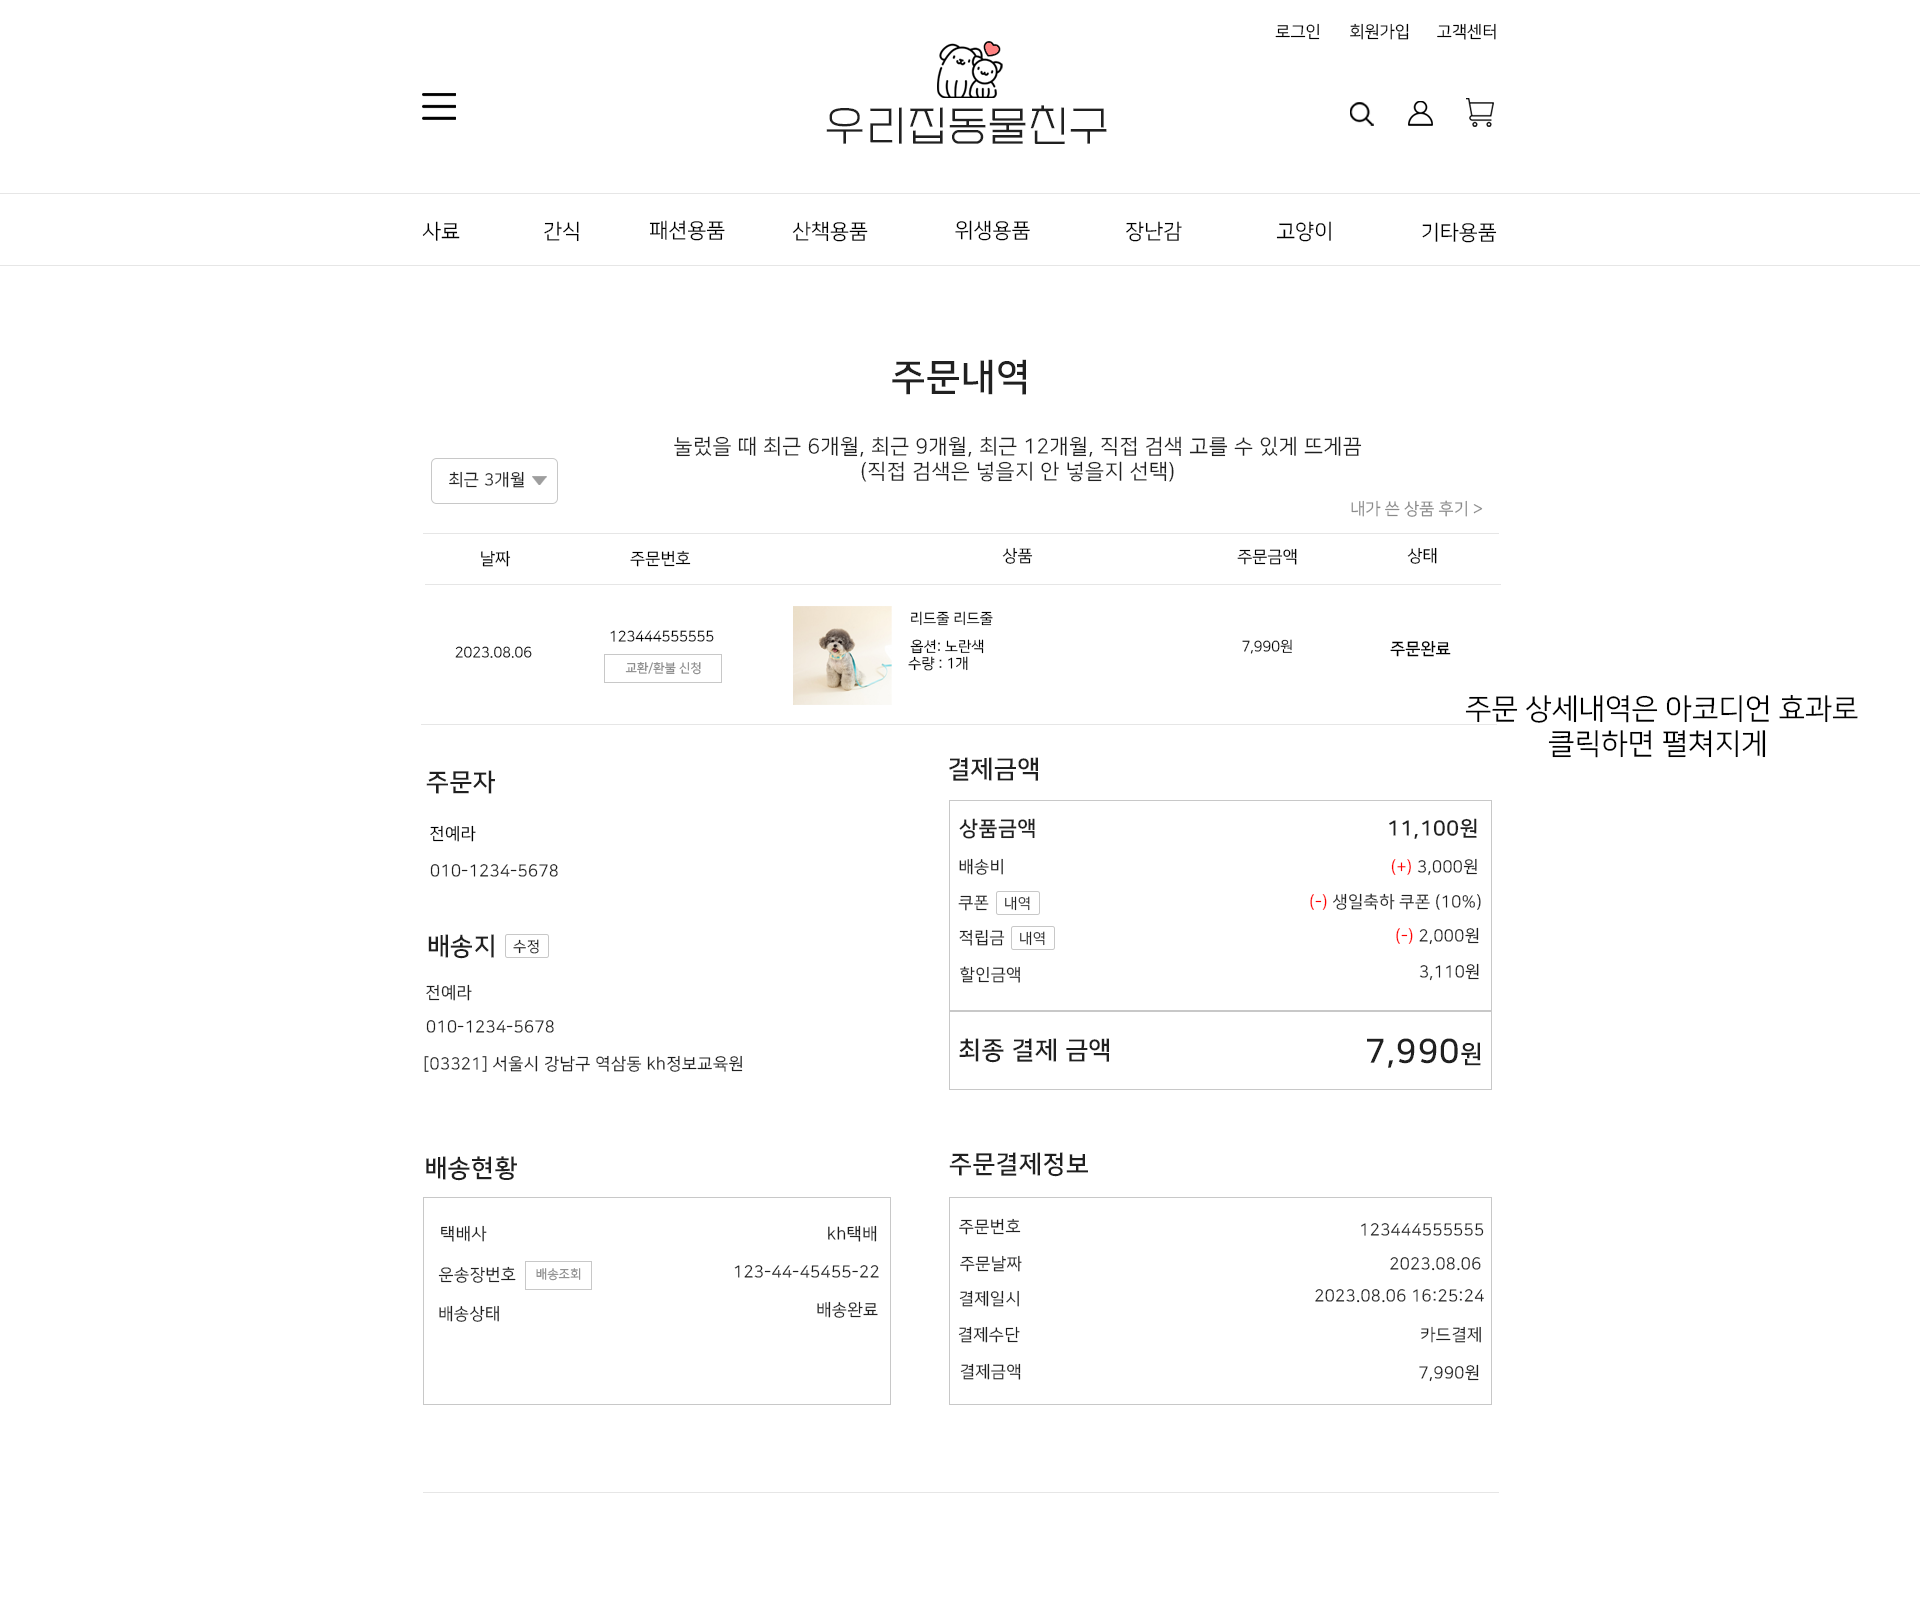 로그인 회원가입 고객센터
우리집동물친구
사료 간식 패션용품 산책용품 위생용품 장난감 고양이 기타용품
주문내역
눌렀을 때 최근 6개월, 최근 9개월, 최근 12개월, 직접 검색 고를 수 있게 뜨게끔
(직접 검색은 넣을지 안 넣을지 선택)
최근 3개월
내가 쓴 상품 후기 >
날짜 주문번호 상품 주문금액 상태
2023.08.06
123444555555
교환/환불 신청
리드줄 리드줄
옵션: 노란색
수량 : 1개
7,990원
주문완료
주문 상세내역은 아코디언 효과로
클릭하면 펼쳐지게
주문자
전예라
010-1234-5678
배송지 수정
전예라
010-1234-5678
[03321] 서울시 강남구 역삼동 kh정보교육원
결제금액
상품금액 11,100원
배송비 (+) 3,000원
쿠폰 내역 (-) 생일축하 쿠폰 (10%)
적립금 내역 (-) 2,000원
할인금액 3,110원
최종 결제 금액 7,990원
배송현황
택배사 kh택배
운송장번호 배송조회 123-44-45455-22
배송상태 배송완료
주문결제정보
주문번호 123444555555
주문날짜 2023.08.06
결제일시 2023.08.06 16:25:24
결제수단 카드결제
결제금액 7,990원